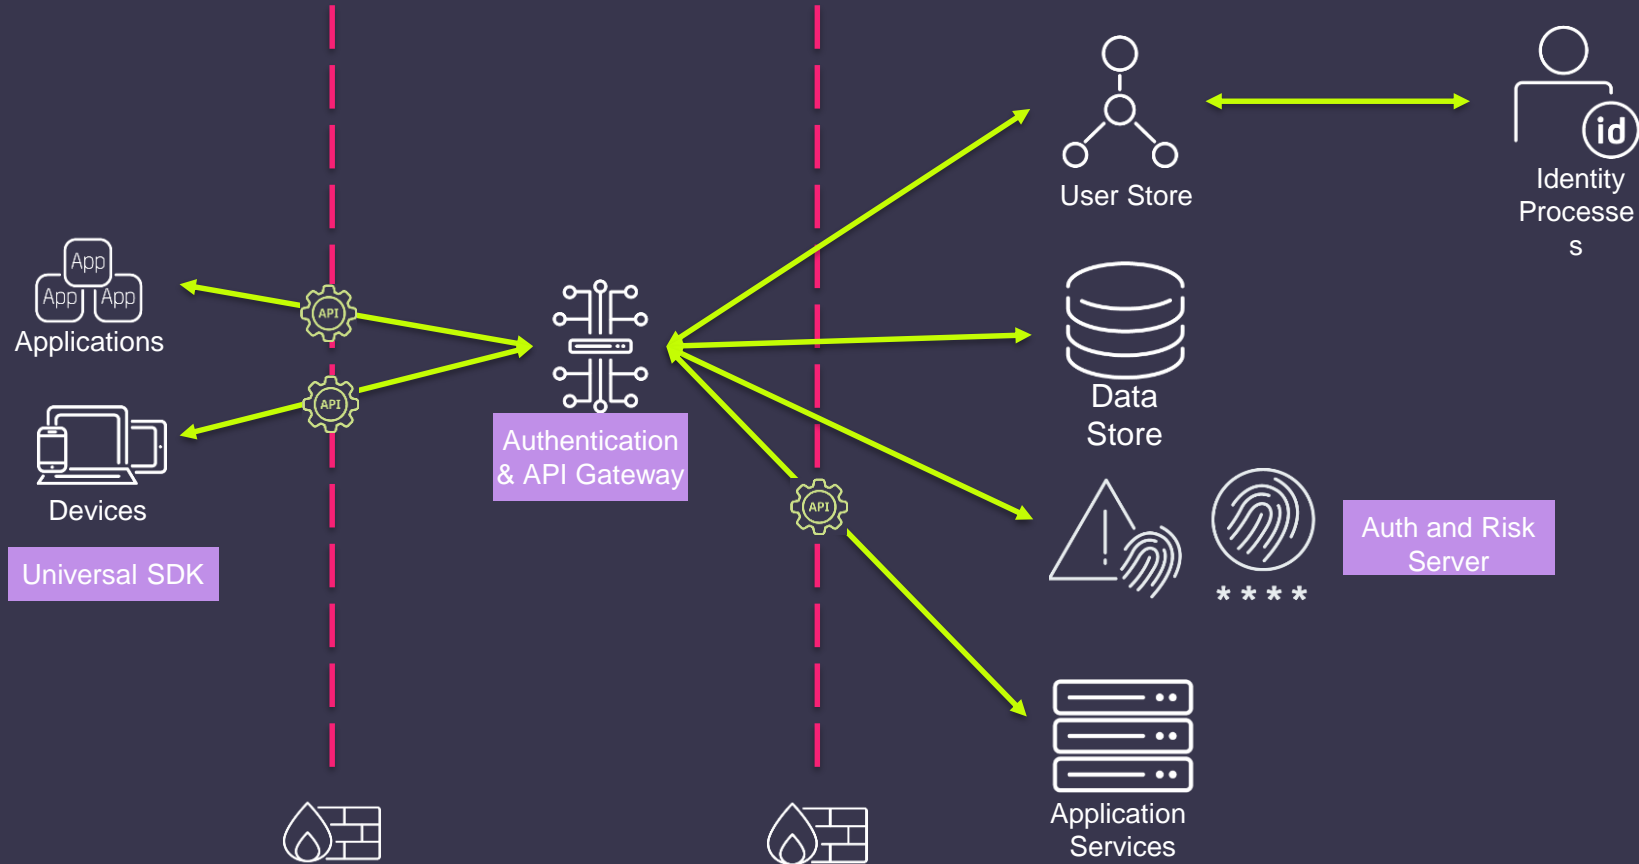 id
User Store
Identity
Processe
s
App
App
App
Applications
API
API
Devices
Universal SDK
Authentication
& API Gateway
Data
Store
API
Auth and Risk
Server
* * * *
Application
Services